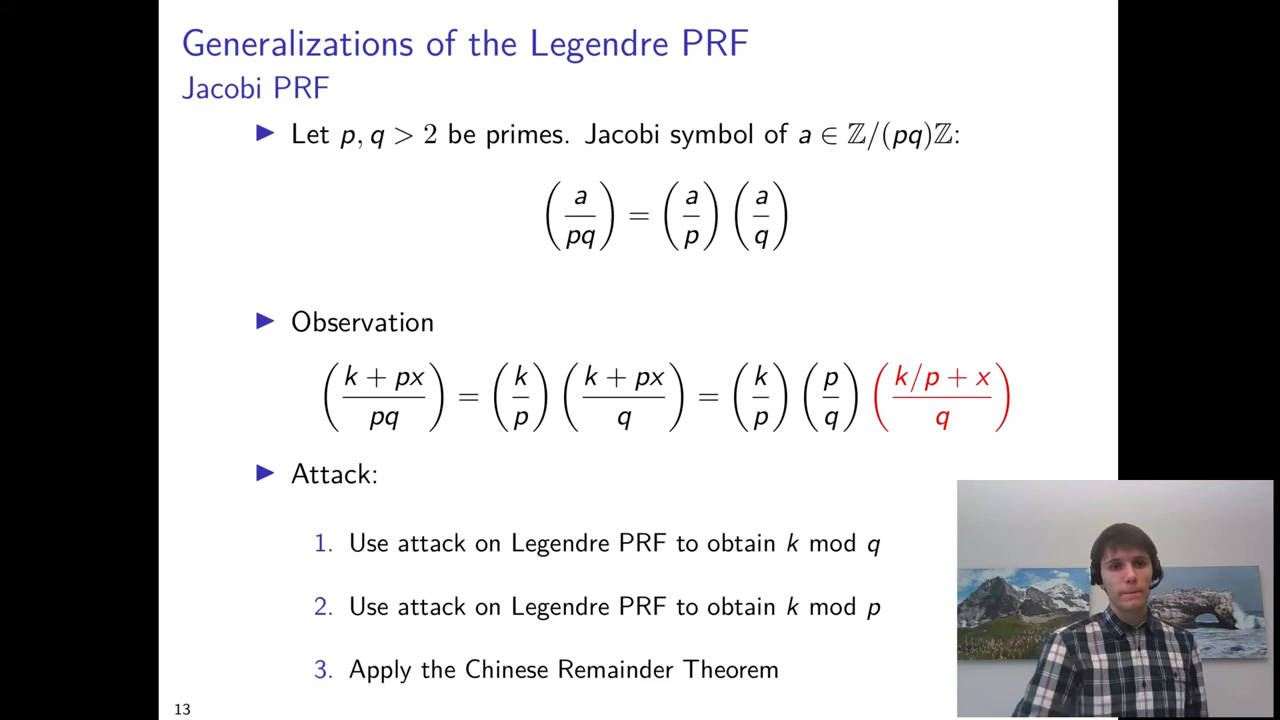 Generalizations of the Legendre PRF
Jacobi PRF
▶ Let p, q > 2 be primes. Jacobi symbol of a ∈ ℤ/(pq)ℤ:
(a/pq) = (a/p) (a/q)
▶ Observation
((k + px)/pq) = (k/p) ((k + px)/q) = (k/p) (p/q) ((k/p + x)/q)
▶ Attack:
1. Use attack on Legendre PRF to obtain k mod q
2. Use attack on Legendre PRF to obtain k mod p
3. Apply the Chinese Remainder Theorem
13